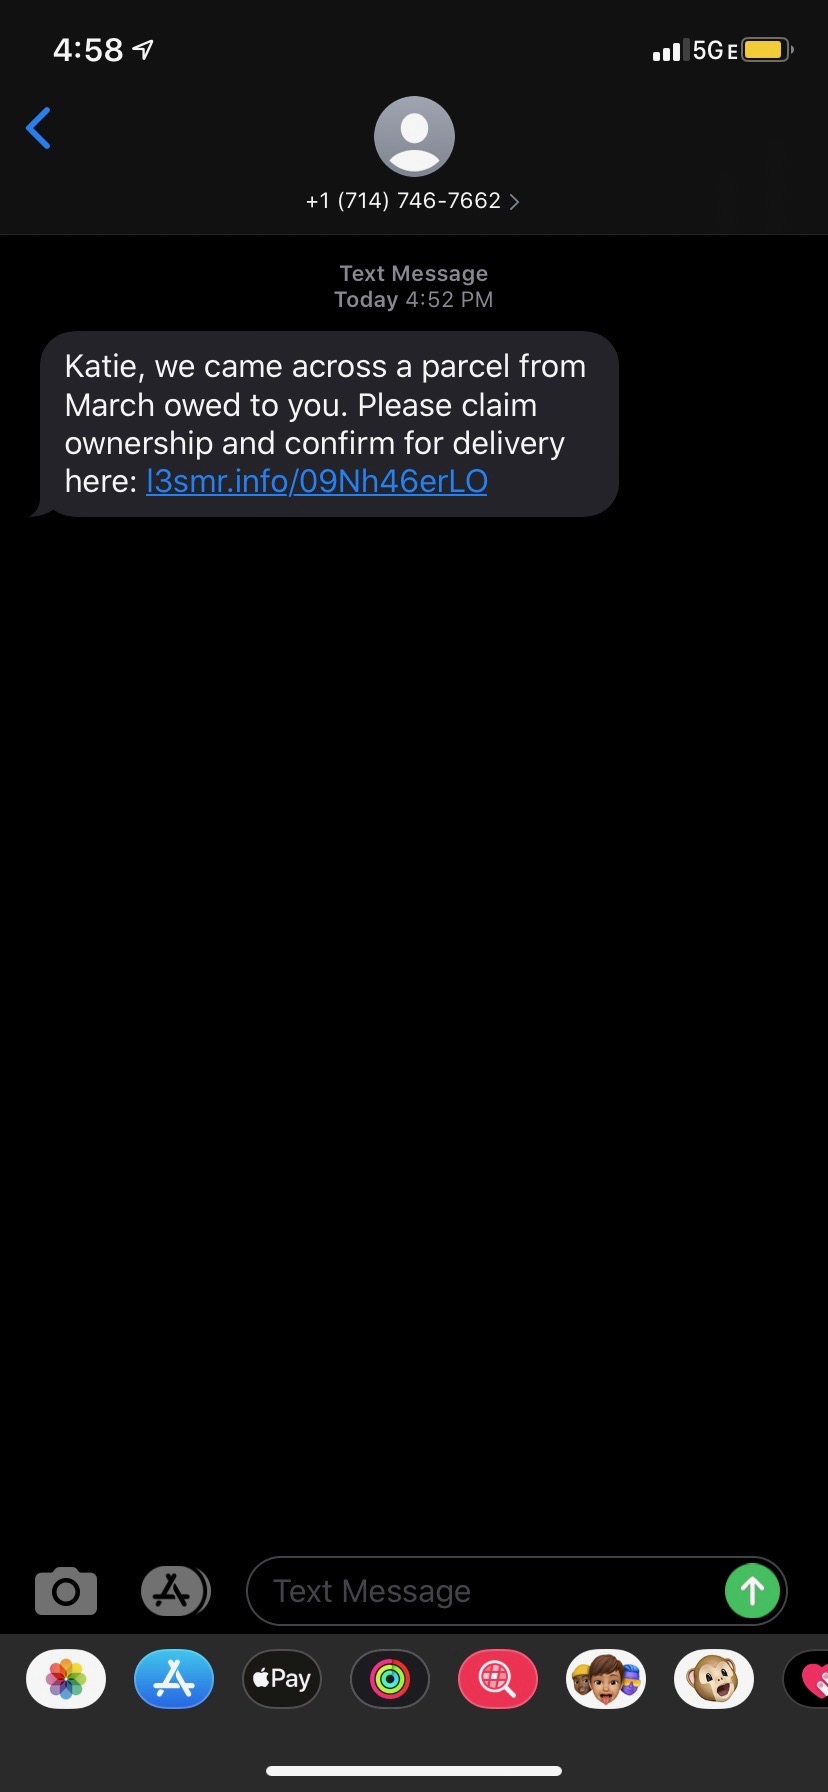 4:58
5GE
+1 (714) 746-7662
Text Message
Today 4:52 PM
Katie, we came across a parcel from
March owed to you. Please claim
ownership and confirm for delivery
here: l3smr.info/09Nh46erLO
Text Message
Pay